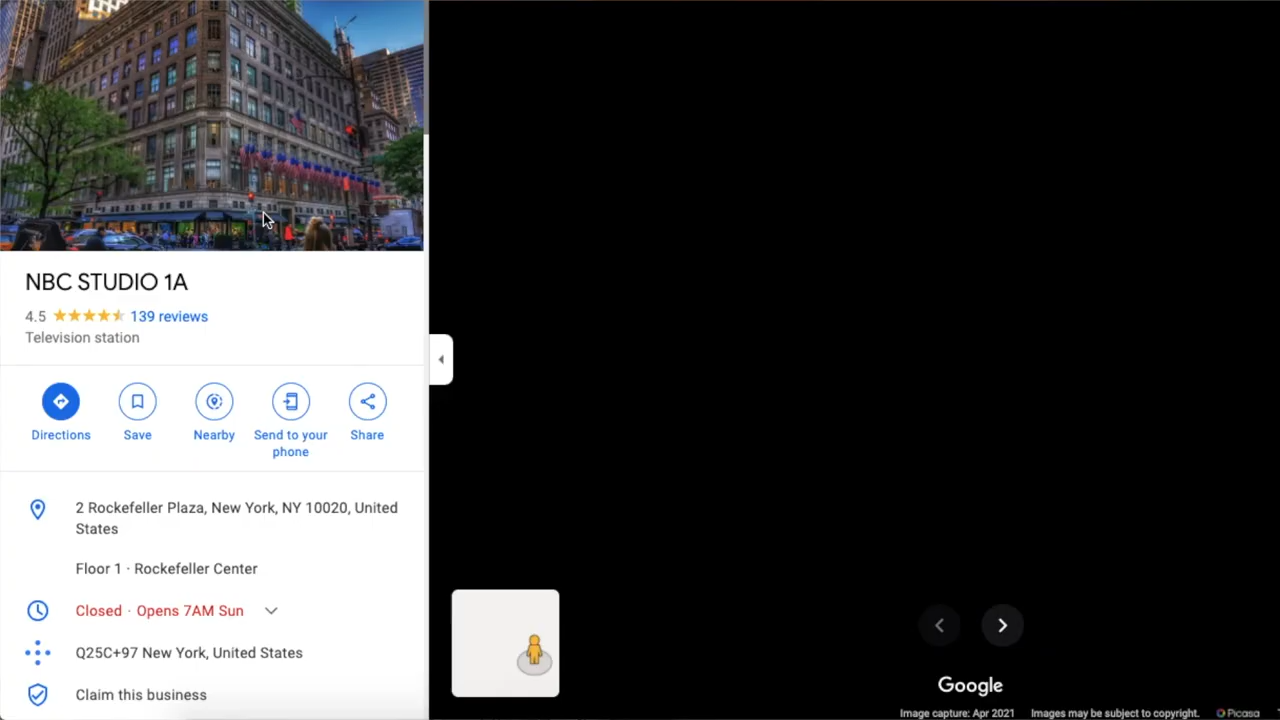 NBC STUDIO 1A
4.5 139 reviews
Television station
Directions
Save
Nearby
Send to your
phone
Share
2 Rockefeller Plaza, New York, NY 10020, United
States
Floor 1 · Rockefeller Center
Closed · Opens 7AM Sun
Q25C+97 New York, United States
Claim this business
Google
Image capture: Apr 2021 Images may be subject to copyright. Picasa